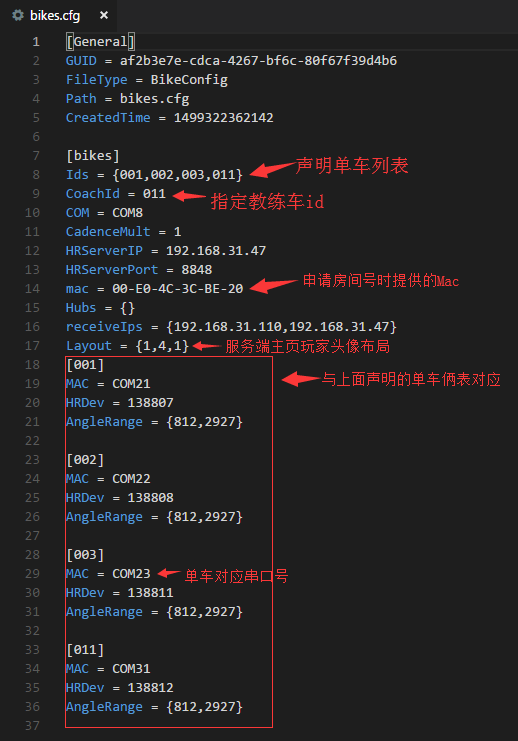 bikes.cfg ×
1 [General]
2 GUID = af2b3e7e-cdca-4267-bf6c-80f67f39d4b6
3 FileType = BikeConfig
4 Path = bikes.cfg
5 CreatedTime = 1499322362142
6
7 [bikes]
8 Ids = {001,002,003,011} 声明单车列表
9 CoachId = 011 指定教练车id
10 COM = COM8
11 CadenceMult = 1
12 HRServerIP = 192.168.31.47
13 HRServerPort = 8848
14 mac = 00-E0-4C-3C-BE-20 申请房间号时提供的Mac
15 Hubs = {}
16 receiveIps = {192.168.31.110,192.168.31.47}
17 Layout = {1,4,1} 服务端主页玩家头像布局
18 [001] 与上面声明的单车俩表对应
19 MAC = COM21
20 HRDev = 138807
21 AngleRange = {812,2927}
22
23 [002]
24 MAC = COM22
25 HRDev = 138808
26 AngleRange = {812,2927}
27
28 [003]
29 MAC = COM23 单车对应串口号
30 HRDev = 138811
31 AngleRange = {812,2927}
32
33 [011]
34 MAC = COM31
35 HRDev = 138812
36 AngleRange = {812,2927}
37